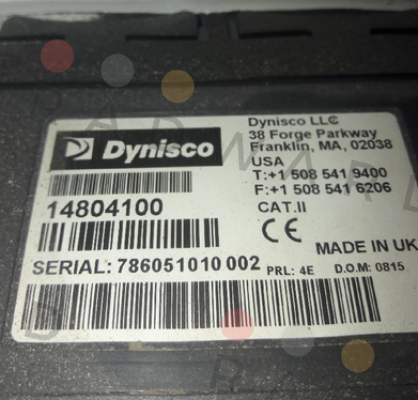 Dynisco
14804100
SERIAL: 786051010 002
Dynisco LLC
38 Forge Parkway
Franklin, MA, 02038
USA
T:+1 508 541 9400
F:+1 508 541 6206
CAT.II
CE
MADE IN UK
PRL: 4E
D.O.M: 0815